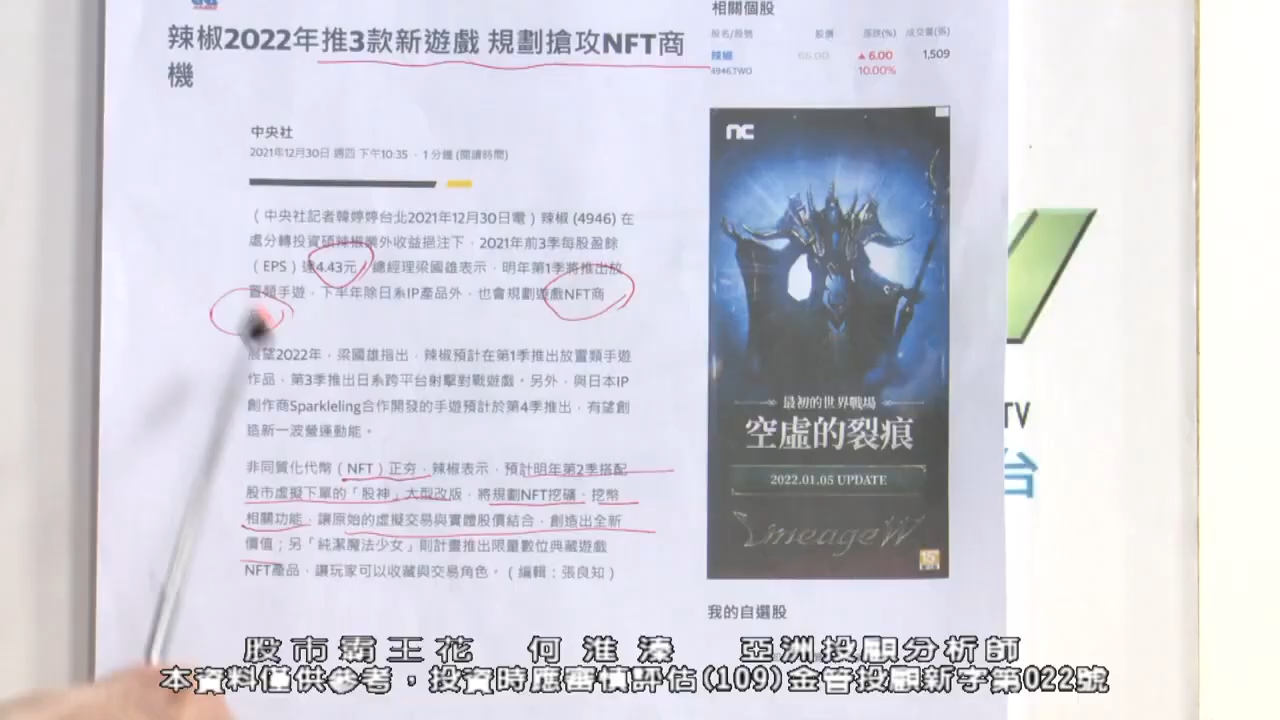 辣椒2022年推3款新遊戲 規劃搶攻NFT商
機
中央社
2021年12月30日 週四 下午10:35 · 1 分鐘 (閱讀時間)
（中央社記者韓婷婷台北2021年12月30日電）辣椒 (4946) 在
處分轉投資碩辣椒業外收益挹注下，2021年前3季每股盈餘
（EPS）達4.43元，總經理梁國雄表示，明年第1季將推出放
置類手遊，下半年除日系IP產品外，也會規劃遊戲NFT商
展望2022年，梁國雄指出，辣椒預計在第1季推出放置類手遊
作品，第3季推出日系跨平台射擊對戰遊戲。另外，與日本IP
創作商Sparkleling合作開發的手遊預計於第4季推出，有望創
造新一波營運動能。
非同質化代幣（NFT）正夯，辣椒表示，預計明年第2季搭配
股市虛擬下單的「股神」大型改版，將規劃NFT挖礦、挖幣
相關功能，讓原始的虛擬交易與實體股價結合，創造出全新
價值；另「純潔魔法少女」則計畫推出限量數位典藏遊戲
NFT產品，讓玩家可以收藏與交易角色。（編輯：張良知）
相關個股
股名/股號 股價 漲跌(%) 成交量(張)
辣椒 66.00 ▲6.00 1,509
4946.TWO 10.00%
nc
最初的世界戰場
空虛的裂痕
2022.01.05 UPDATE
Lineage W
15+
我的自選股
TV
台
股市霸王花 何淮溱 亞洲投顧分析師
本資料僅供參考，投資時應審慎評估(109)金管投顧新字第022號